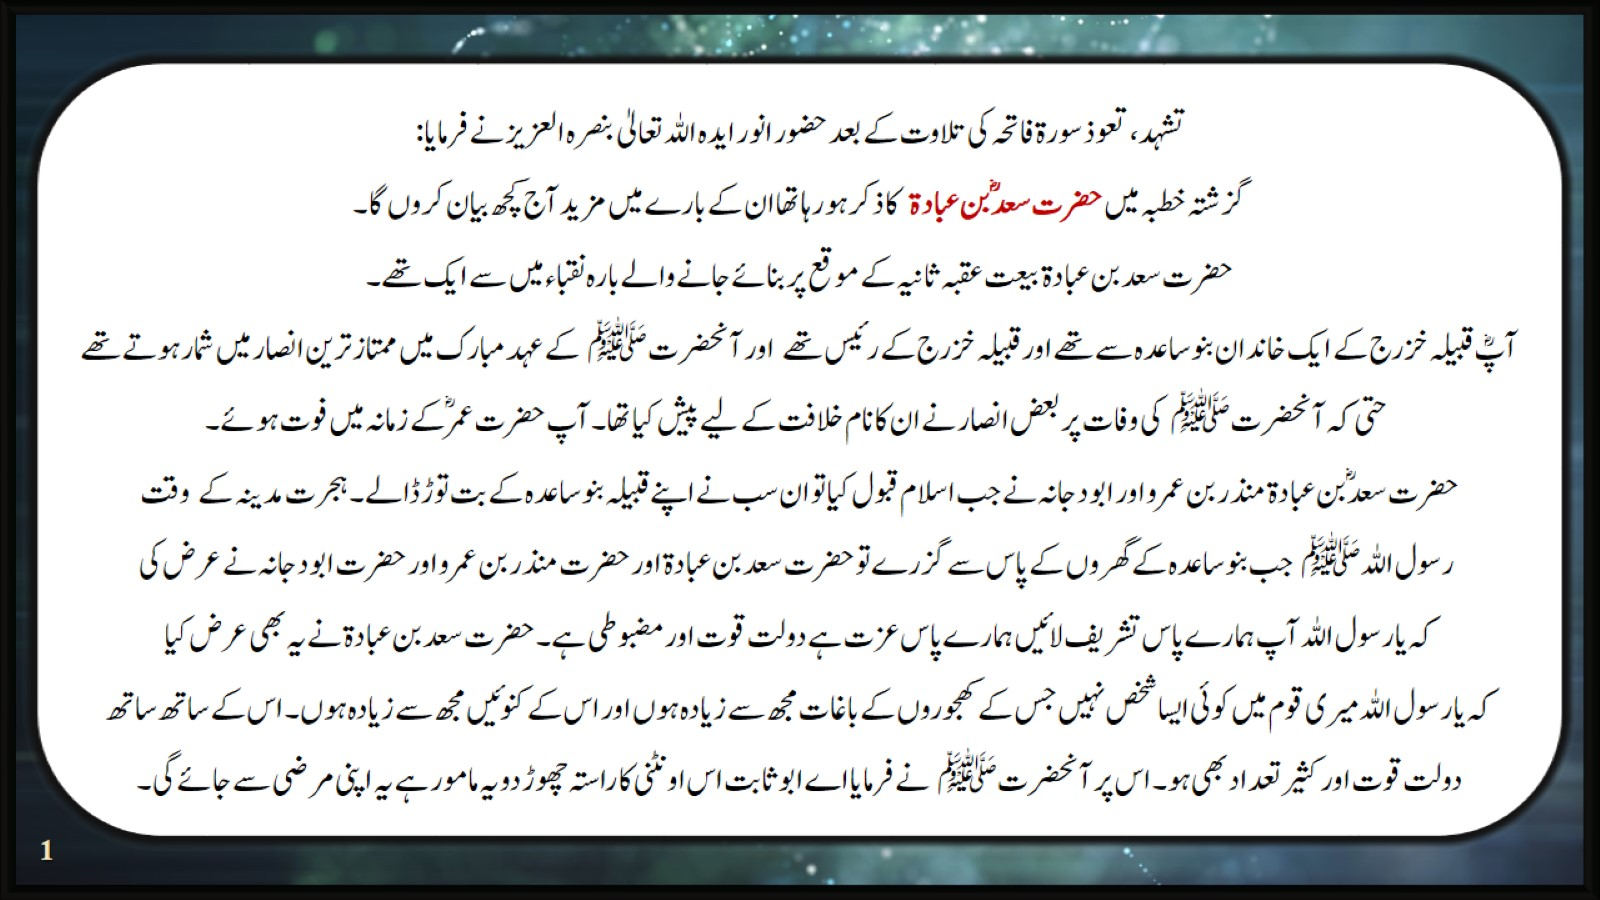 تشہد، تعوذ سورۃ فاتحہ کی تلاوت کے بعد حضور انور ایدہ اللہ تعالیٰ بنصرہ العزیز نے فرمایا:
گزشتہ خطبہ میں حضرت سعدؓ بن عبادۃ کا ذکر ہو رہا تھا ان کے بارے میں مزید آج کچھ بیان کروں گا۔
حضرت سعد بن عبادۃ بیعت عقبہ ثانیہ کے موقع پر بنائے جانے والے بارہ نقباء میں سے ایک تھے۔
آپؓ قبیلہ خزرج کے ایک خاندان بنو ساعدہ سے تھے اور قبیلہ خزرج کے رئیس تھے اور آنحضرت ﷺ کے عہد مبارک میں ممتاز ترین انصار میں شمار ہوتے تھے
حتی کہ آنحضرت ﷺ کی وفات پر بعض انصار نے ان کا نام خلافت کے لیے پیش کیا تھا۔ آپ حضرت عمرؓ کے زمانہ میں فوت ہوئے۔
حضرت سعدؓ بن عبادۃ منذر بن عمرو اور ابو دجانہ نے جب اسلام قبول کیا تو ان سب نے اپنے قبیلہ بنو ساعدہ کے بت توڑ ڈالے۔ ہجرت مدینہ کے وقت
رسول اللہ ﷺ جب بنو ساعدہ کے گھروں کے پاس سے گزرے تو حضرت سعد بن عبادۃ اور حضرت منذر بن عمرو اور حضرت ابو دجانہ نے عرض کی
کہ یا رسول اللہ آپ ہمارے پاس تشریف لائیں ہمارے پاس عزت ہے دولت قوت اور مضبوطی ہے۔ حضرت سعد بن عبادۃ نے یہ بھی عرض کیا
کہ یا رسول اللہ میری قوم میں کوئی ایسا شخص نہیں جس کے کھجوروں کے باغات مجھ سے زیادہ ہوں اور اس کے کنوئیں مجھ سے زیادہ ہوں۔ اس کے ساتھ ساتھ
دولت قوت اور کثیر تعداد بھی ہو۔ اس پر آنحضرت ﷺ نے فرمایا اے ابو ثابت اس اونٹنی کا راستہ چھوڑ دو یہ مامور ہے یہ اپنی مرضی سے جائے گی۔
1